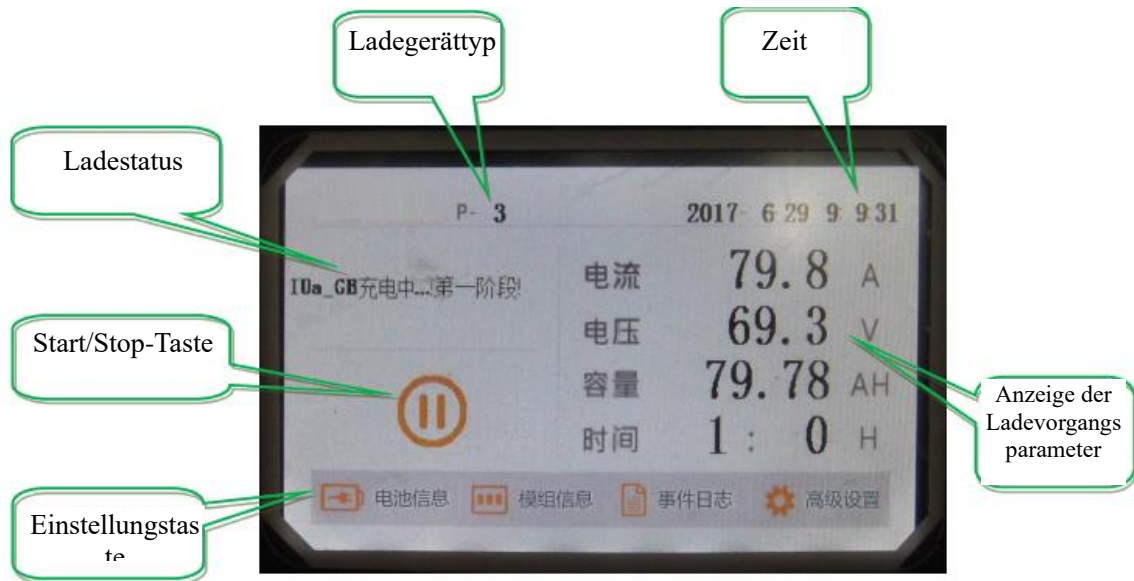 Ladegerättyp
Zeit
Ladestatus
P- 3
2017- 6-29 9: 9:31
IUa_GB充电中...!第一阶段!
电流 79.8 A
电压 69.3 V
容量 79.78 AH
时间 1 : 0 H
Start/Stop-Taste
Anzeige der
Ladevorgangs
parameter
Einstellungstas
te
电池信息 模组信息 事件日志 高级设置